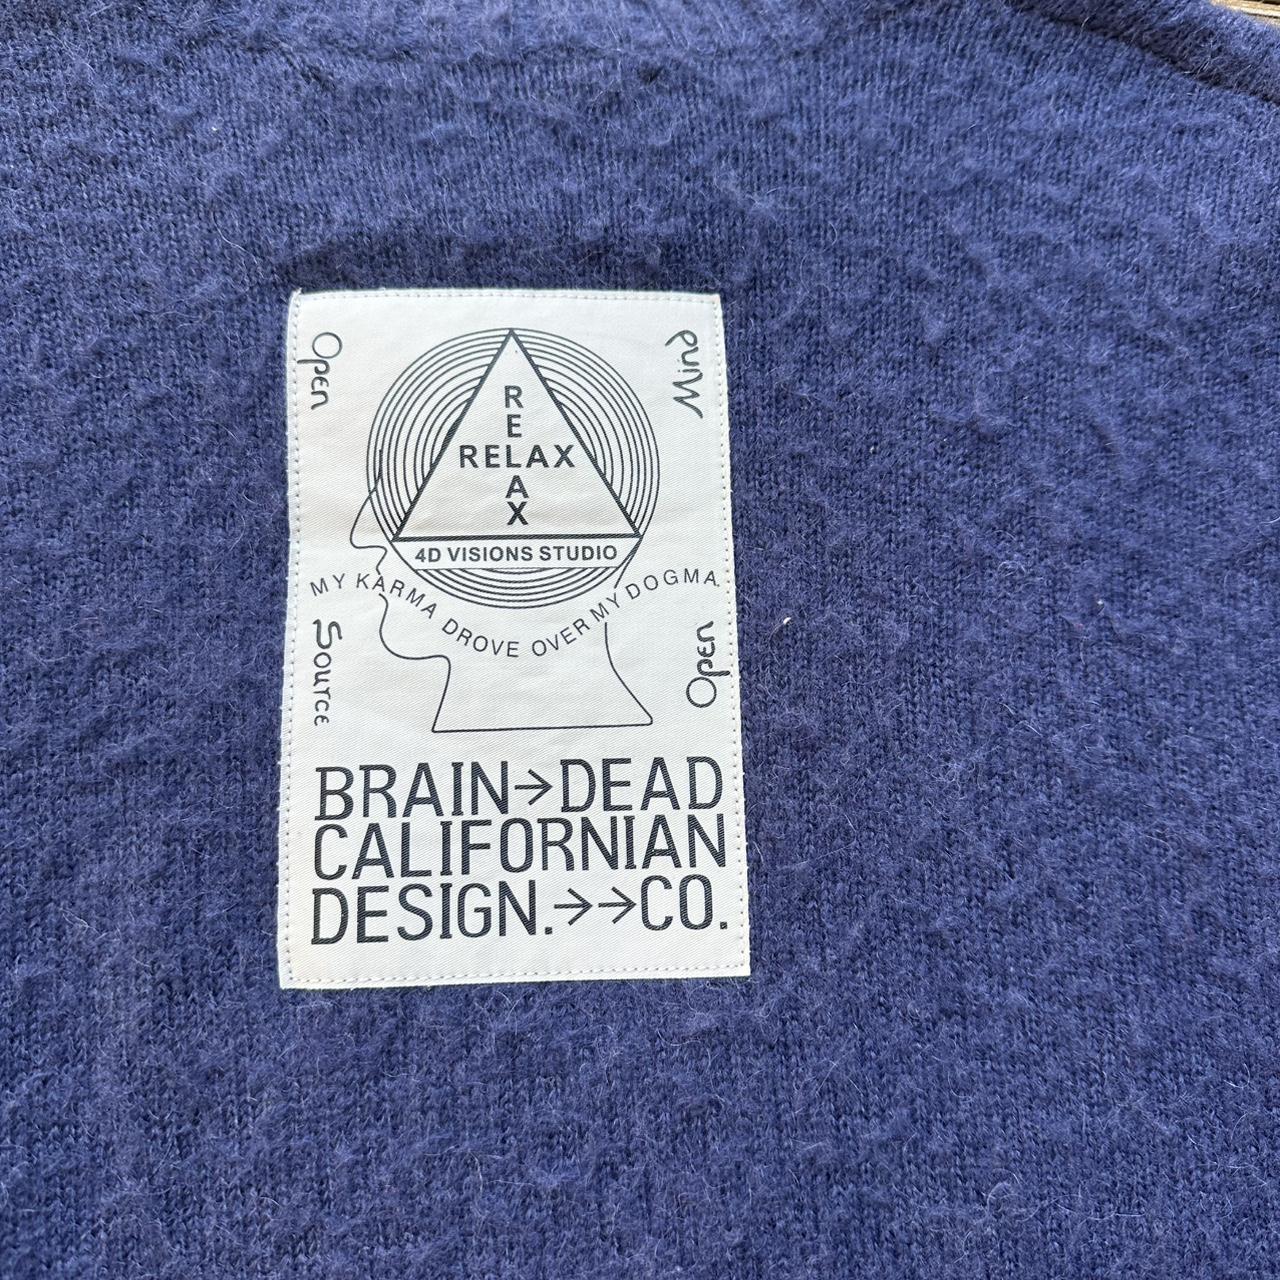 Open
Mind
RELAX
RELAX
4D VISIONS STUDIO
MY KARMA DROVE OVER MY DOGMA.
Source
Open
BRAIN→DEAD
CALIFORNIAN
DESIGN.→→CO.